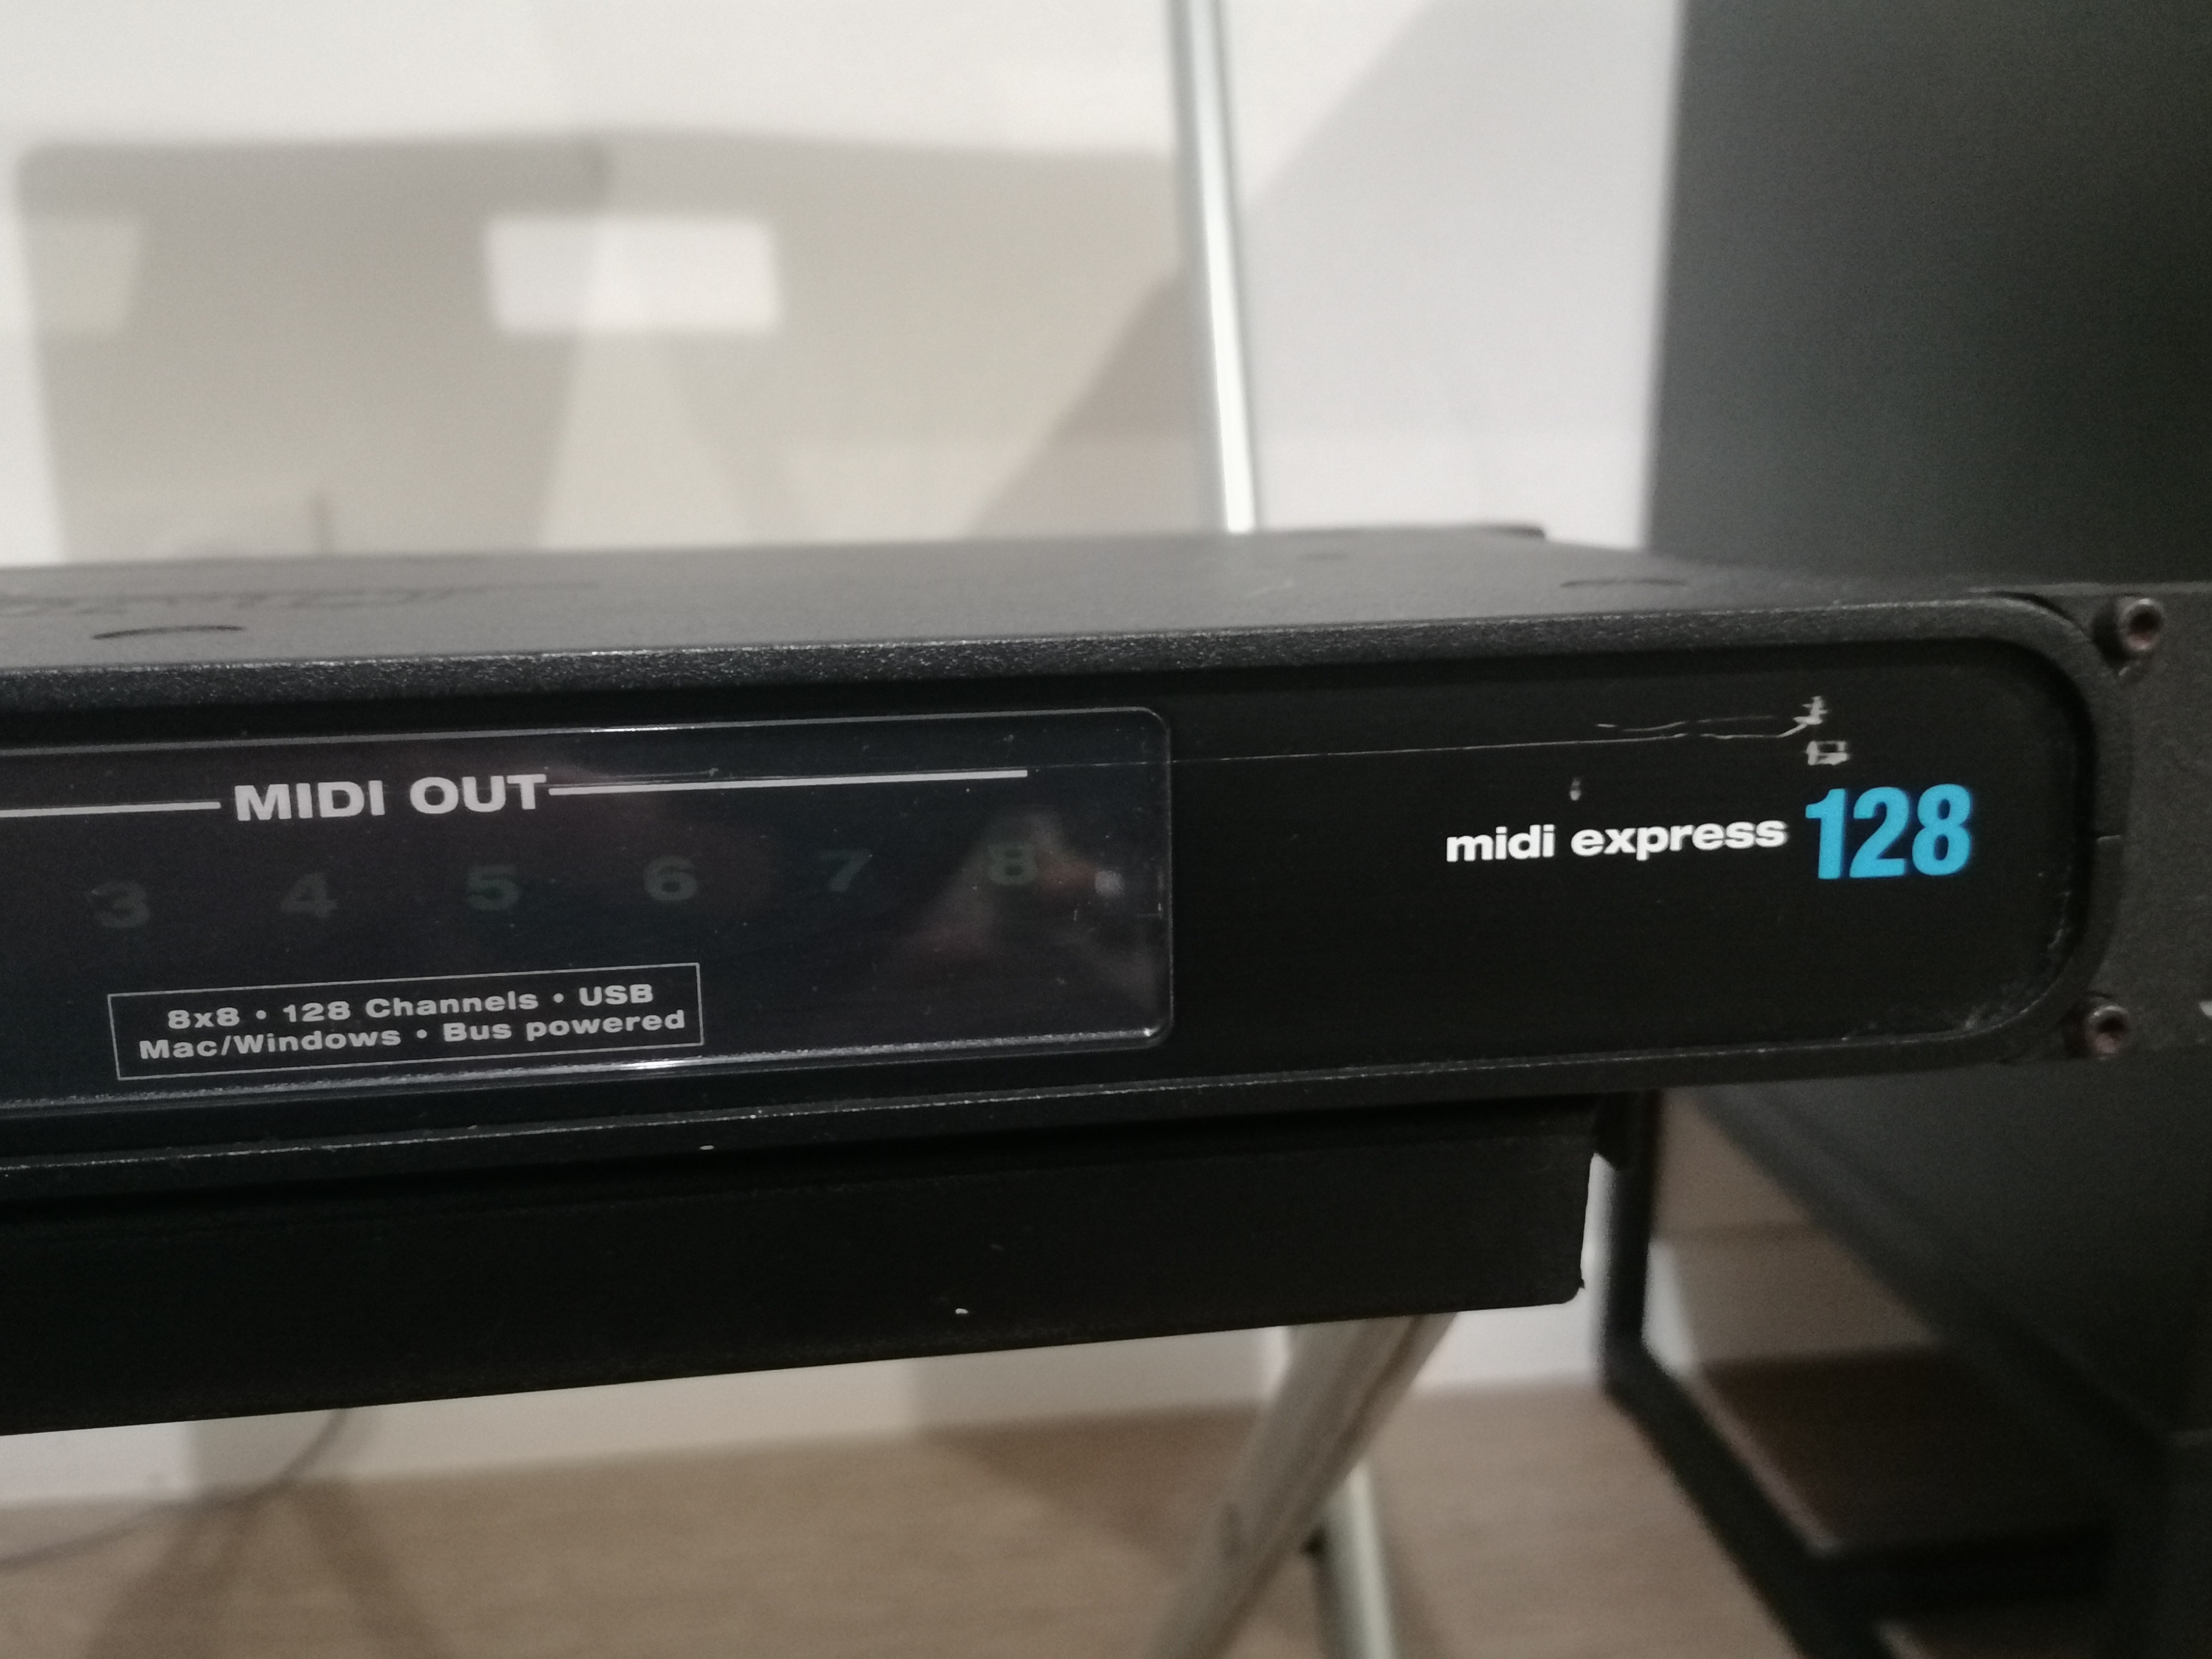 MIDI OUT
3 4 5 6 7 8
8x8 • 128 Channels • USB
Mac/Windows • Bus powered
midi express 128